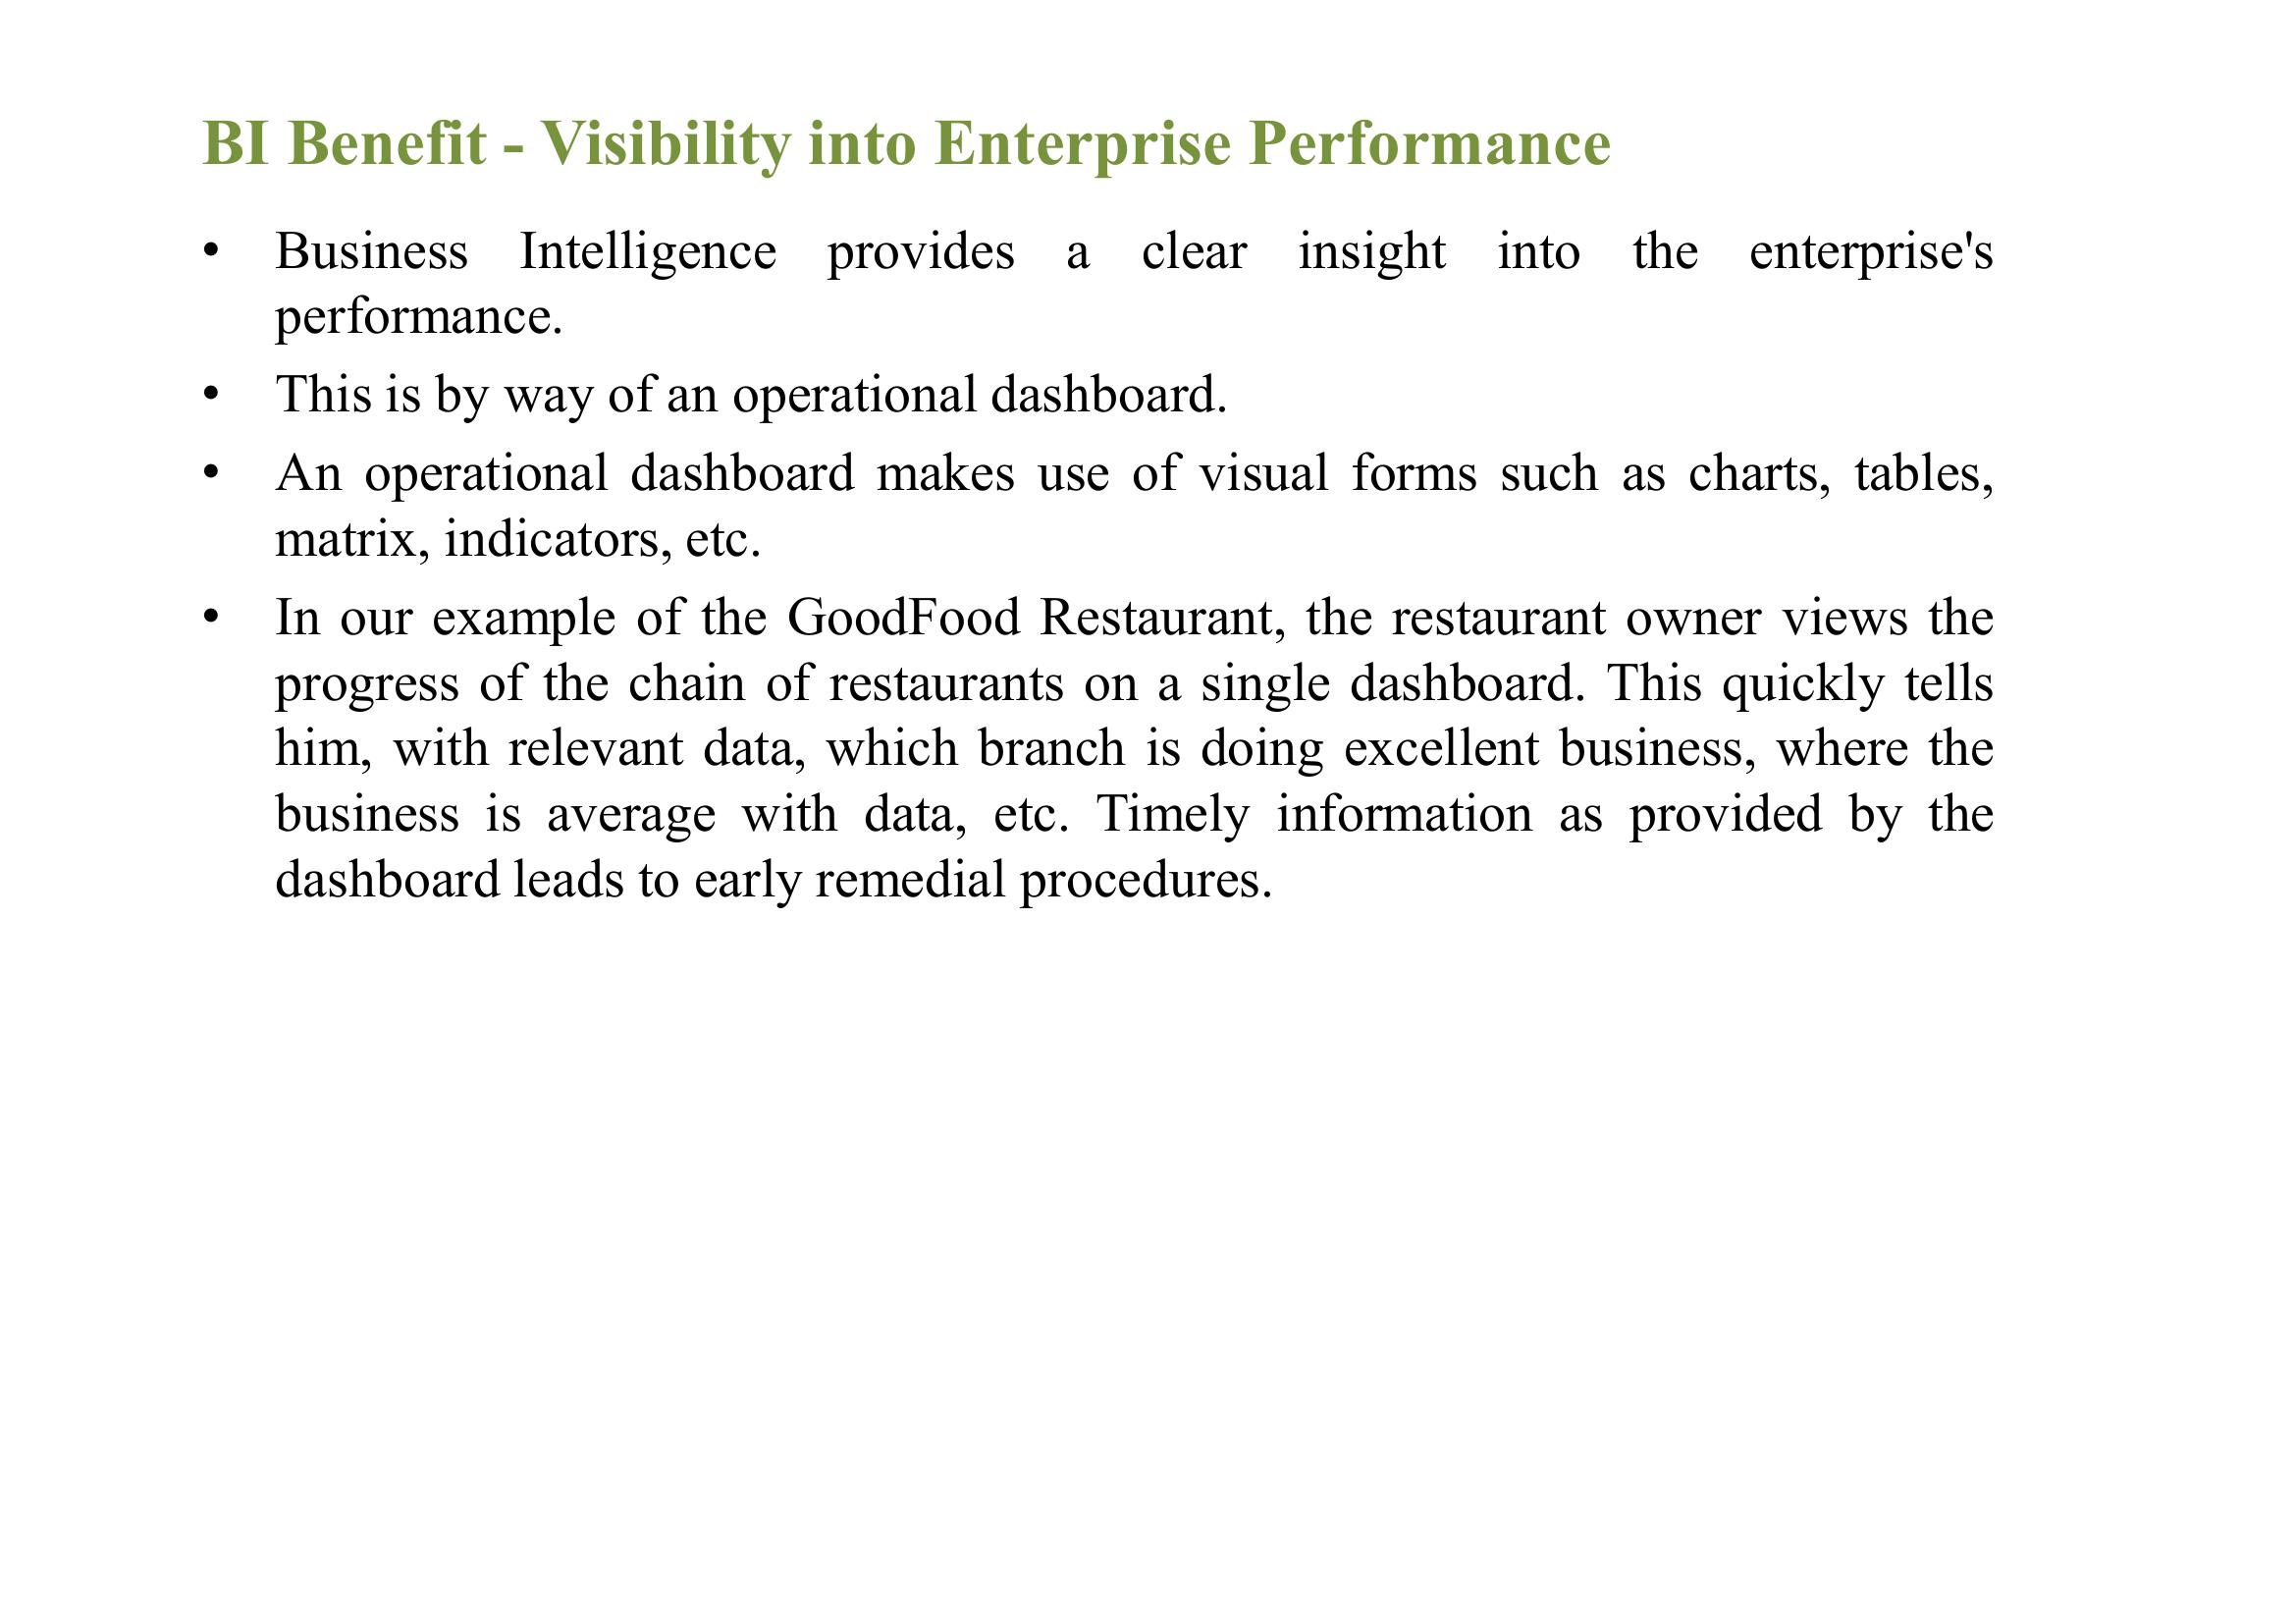 BI Benefit - Visibility into Enterprise Performance
• Business Intelligence provides a clear insight into the enterprise's
performance.
• This is by way of an operational dashboard.
• An operational dashboard makes use of visual forms such as charts, tables,
matrix, indicators, etc.
• In our example of the GoodFood Restaurant, the restaurant owner views the
progress of the chain of restaurants on a single dashboard. This quickly tells
him, with relevant data, which branch is doing excellent business, where the
business is average with data, etc. Timely information as provided by the
dashboard leads to early remedial procedures.